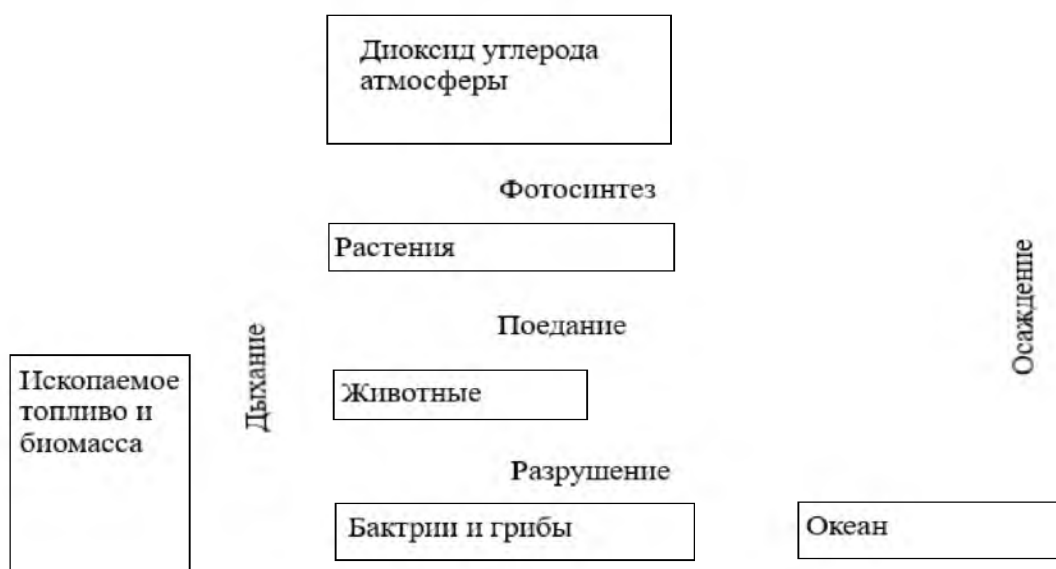 Диоксид углерода
атмосферы
Фотосинтез
Растения
Осаждение
Поедание
Дыхание
Ископаемое
топливо и
биомасса
Животные
Разрушение
Бактрии и грибы
Океан